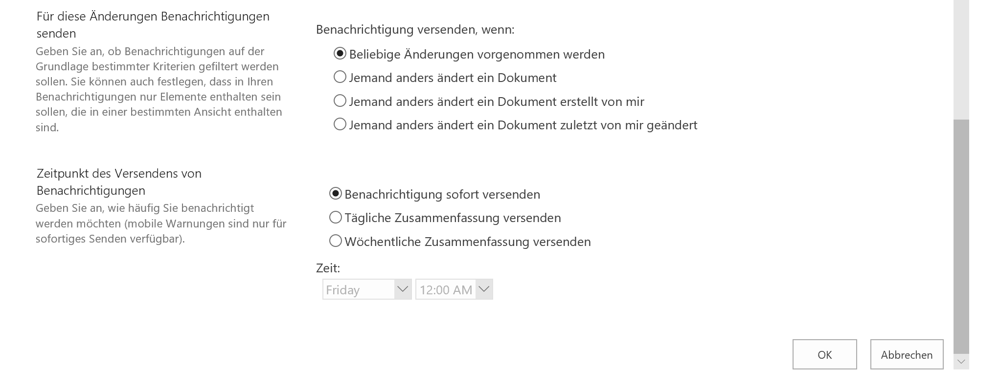 Für diese Änderungen Benachrichtigungen
senden
Geben Sie an, ob Benachrichtigungen auf der
Grundlage bestimmter Kriterien gefiltert werden
sollen. Sie können auch festlegen, dass in Ihren
Benachrichtigungen nur Elemente enthalten sein
sollen, die in einer bestimmten Ansicht enthalten
sind.
Benachrichtigung versenden, wenn:
Beliebige Änderungen vorgenommen werden
Jemand anders ändert ein Dokument
Jemand anders ändert ein Dokument erstellt von mir
Jemand anders ändert ein Dokument zuletzt von mir geändert
Zeitpunkt des Versendens von
Benachrichtigungen
Geben Sie an, wie häufig Sie benachrichtigt
werden möchten (mobile Warnungen sind nur für
sofortiges Senden verfügbar).
Benachrichtigung sofort versenden
Tägliche Zusammenfassung versenden
Wöchentliche Zusammenfassung versenden
Zeit:
Friday 12:00 AM
OK Abbrechen